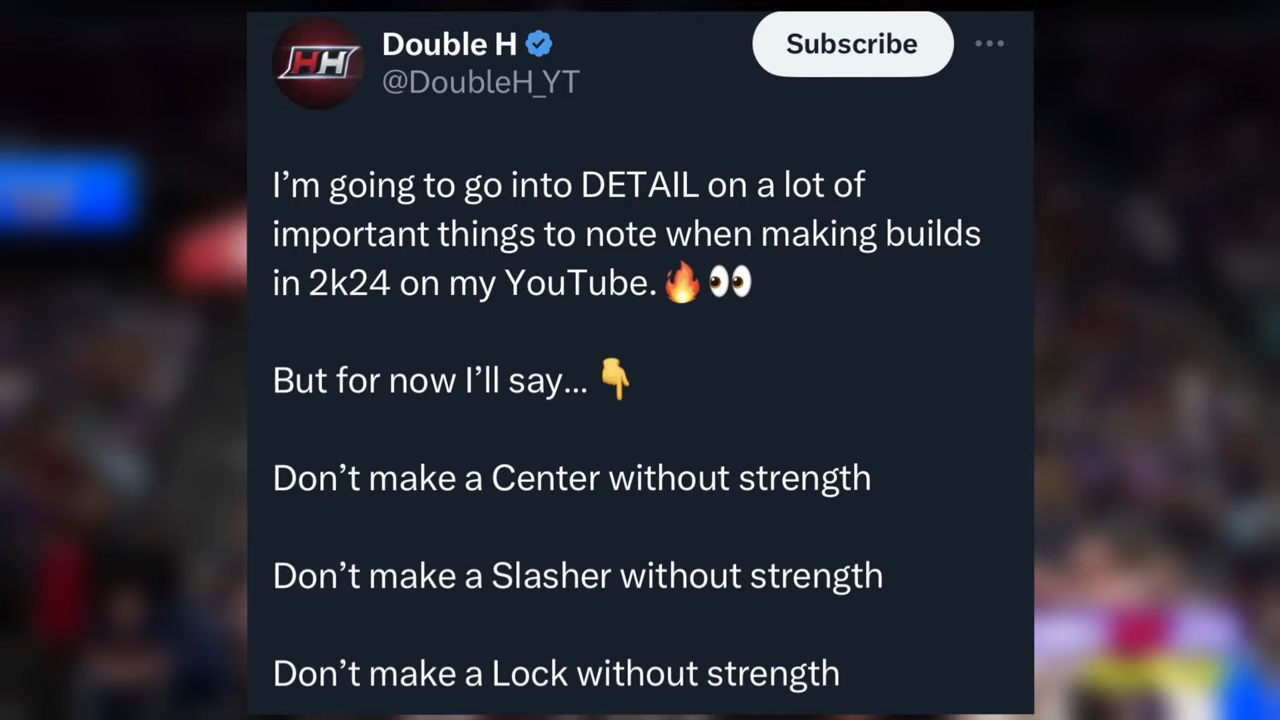 HH
Double H
@DoubleH_YT
Subscribe
I’m going to go into DETAIL on a lot of
important things to note when making builds
in 2k24 on my YouTube.🔥👀
But for now I’ll say... 👇
Don’t make a Center without strength
Don’t make a Slasher without strength
Don’t make a Lock without strength